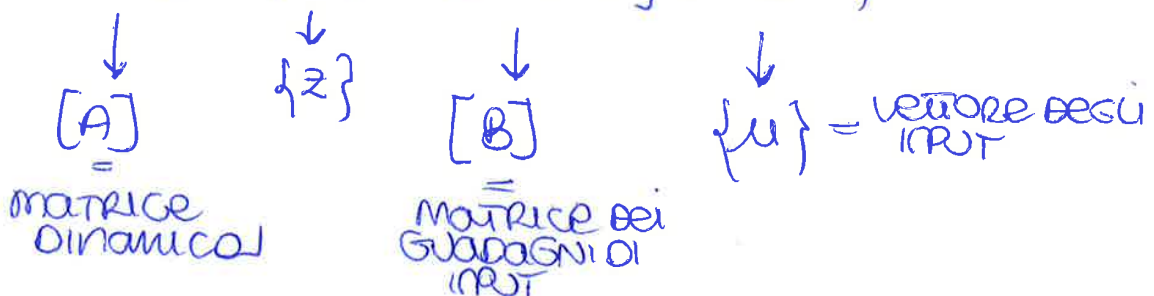 ↓ ↓ ↓ ↓
[A] {z} [B] {u} = VETTORE DEGLI INPUT
=
MATRICE DINAMICA
=
MATRICE DEI GUADAGNI DI INPUT